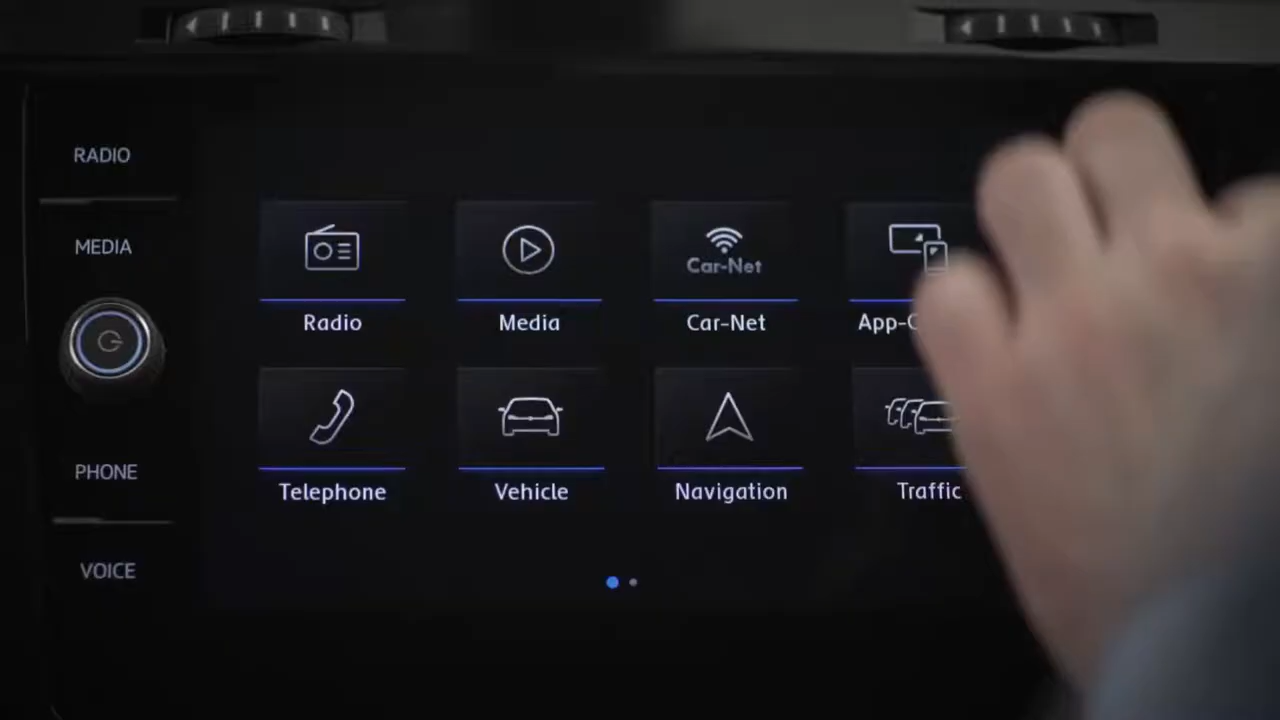 RADIO
MEDIA
PHONE
VOICE
Car-Net
Radio
Media
Car-Net
Telephone
Vehicle
Navigation
Traffic